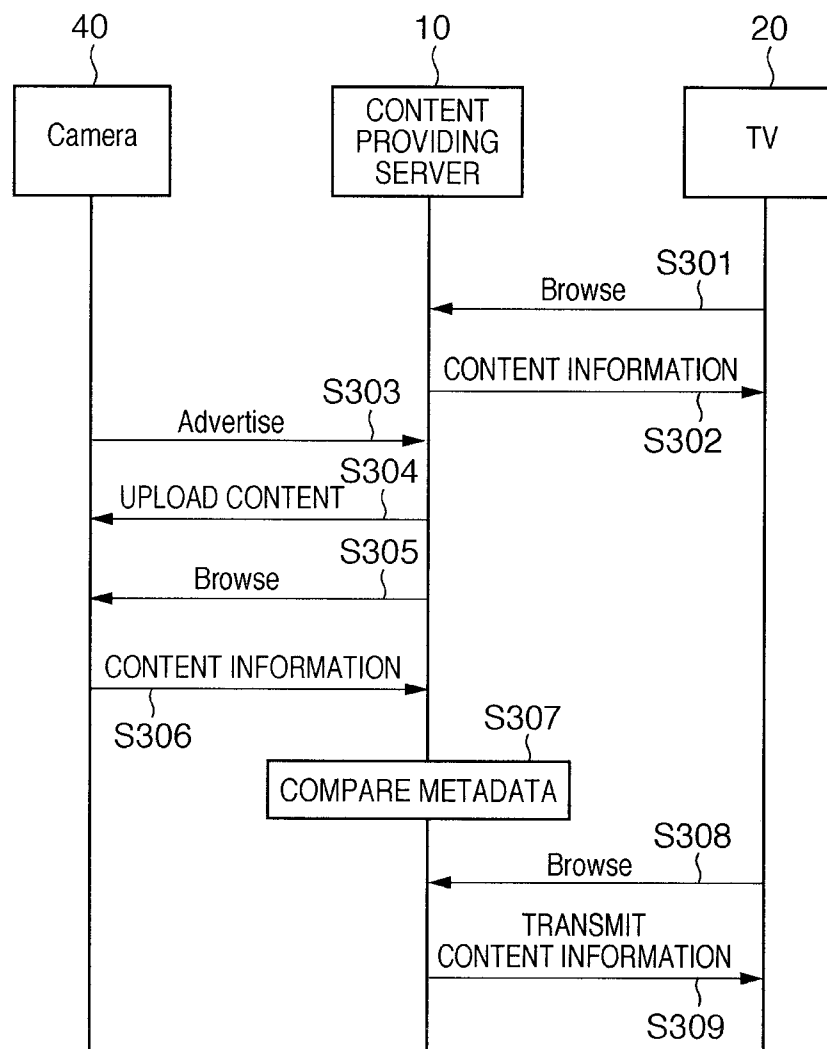 40
10
20
Camera
CONTENT
PROVIDING
SERVER
TV
S301
Browse
CONTENT INFORMATION
S302
S303
Advertise
S304
UPLOAD CONTENT
S305
Browse
CONTENT INFORMATION
S306
S307
COMPARE METADATA
S308
Browse
TRANSMIT
CONTENT INFORMATION
S309